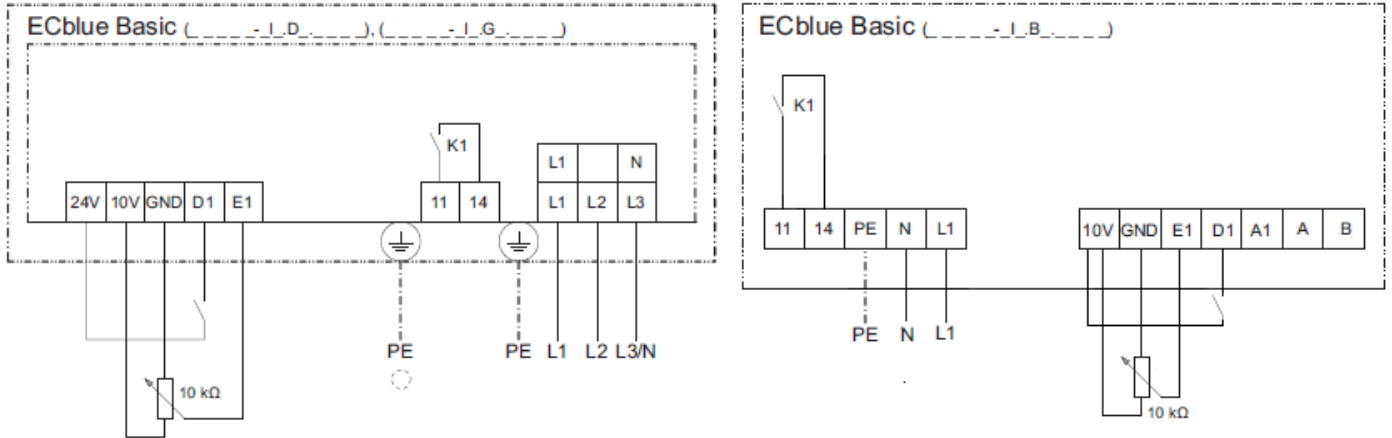 ECblue Basic (_ _ _ _ _-_I_.D_._ _ _ _), (_ _ _ _ _-_I_.G_._ _ _ _)
K1
L1 N
24V 10V GND D1 E1 11 14 L1 L2 L3
PE PE L1 L2 L3/N
10 kΩ
ECblue Basic (_ _ _ _ _-_I_.B_._ _ _ _)
K1
11 14 PE N L1 10V GND E1 D1 A1 A B
PE N L1
10 kΩ